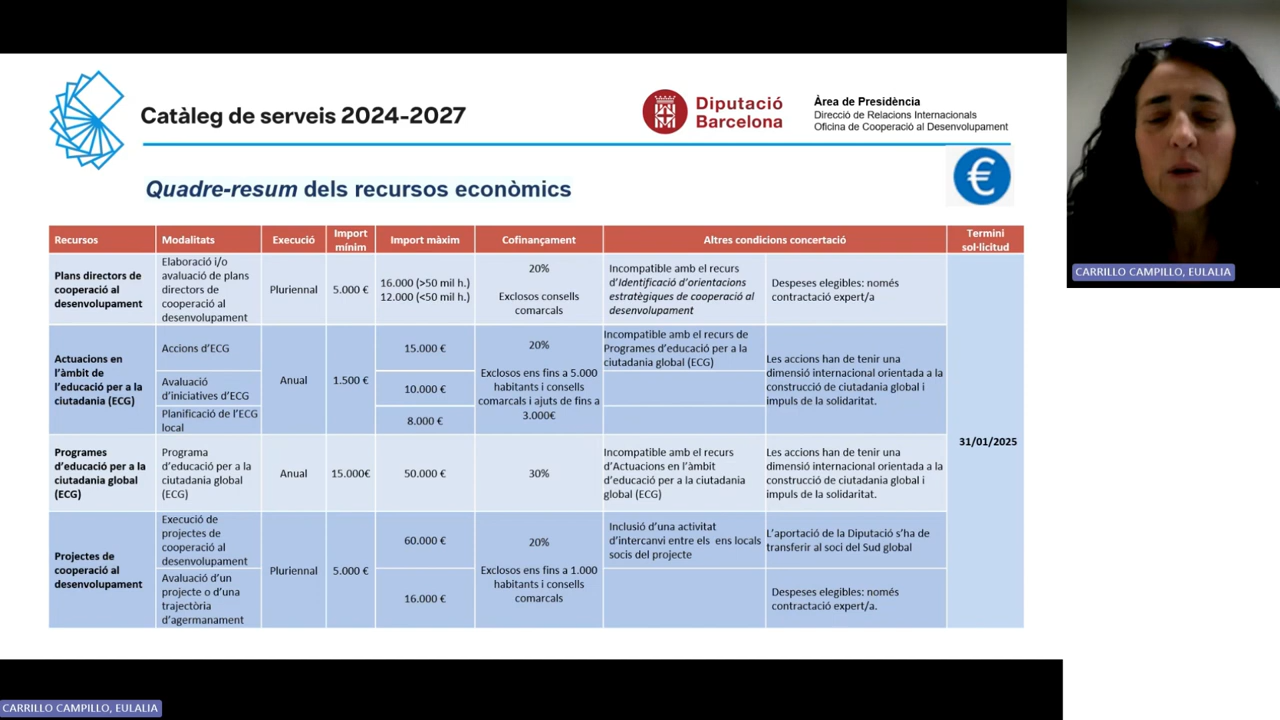 Catàleg de serveis 2024-2027
Diputació
Barcelona
Àrea de Presidència
Direcció de Relacions Internacionals
Oficina de Cooperació al Desenvolupament
€
Quadre-resum dels recursos econòmics
Recursos
Modalitats
Execució
Import
mínim
Import màxim
Cofinançament
Altres condicions concertació
Termini
sol·licitud
Plans directors de
cooperació al
desenvolupament
Elaboració i/o
avaluació de plans
directors de
cooperació al
desenvolupament
Pluriennal
5.000 €
16.000 (>50 mil h.)
12.000 (<50 mil h.)
20%
Exclosos consells
comarcals
Incompatible amb el recurs
d’Identificació d’orientacions
estratègiques de cooperació al
desenvolupament
Despeses elegibles: només
contractació expert/a
Actuacions en
l’àmbit de
l’educació per a la
ciutadania (ECG)
Accions d’ECG
Avaluació
d’iniciatives d’ECG
Planificació de l’ECG
local
Anual
1.500 €
15.000 €
10.000 €
8.000 €
20%
Exclosos ens fins a 5.000
habitants i consells
comarcals i ajuts de fins a
3.000€
Incompatible amb el recurs de
Programes d’educació per a la
ciutadania global (ECG)
Les accions han de tenir una
dimensió internacional orientada a la
construcció de ciutadania global i
impuls de la solidaritat.
31/01/2025
Programes
d’educació per a la
ciutadania global
(ECG)
Programa
d’educació per a la
ciutadania global
(ECG)
Anual
15.000€
50.000 €
30%
Incompatible amb el recurs
d’Actuacions en l’àmbit
d’educació per a la ciutadania
global (ECG)
Les accions han de tenir una
dimensió internacional orientada a la
construcció de ciutadania global i
impuls de la solidaritat.
Projectes de
cooperació al
desenvolupament
Execució de
projectes de
cooperació al
desenvolupament
Avaluació d’un
projecte o d’una
trajectòria
d’agermanament
Pluriennal
5.000 €
60.000 €
16.000 €
20%
Exclosos ens fins a 1.000
habitants i consells
comarcals
Inclusió d’una activitat
d’intercanvi entre els ens locals
socis del projecte
L’aportació de la Diputació s’ha de
transferir al soci del Sud global
Despeses elegibles: només
contractació expert/a.
CARRILLO CAMPILLO, EULALIA
CARRILLO CAMPILLO, EULALIA